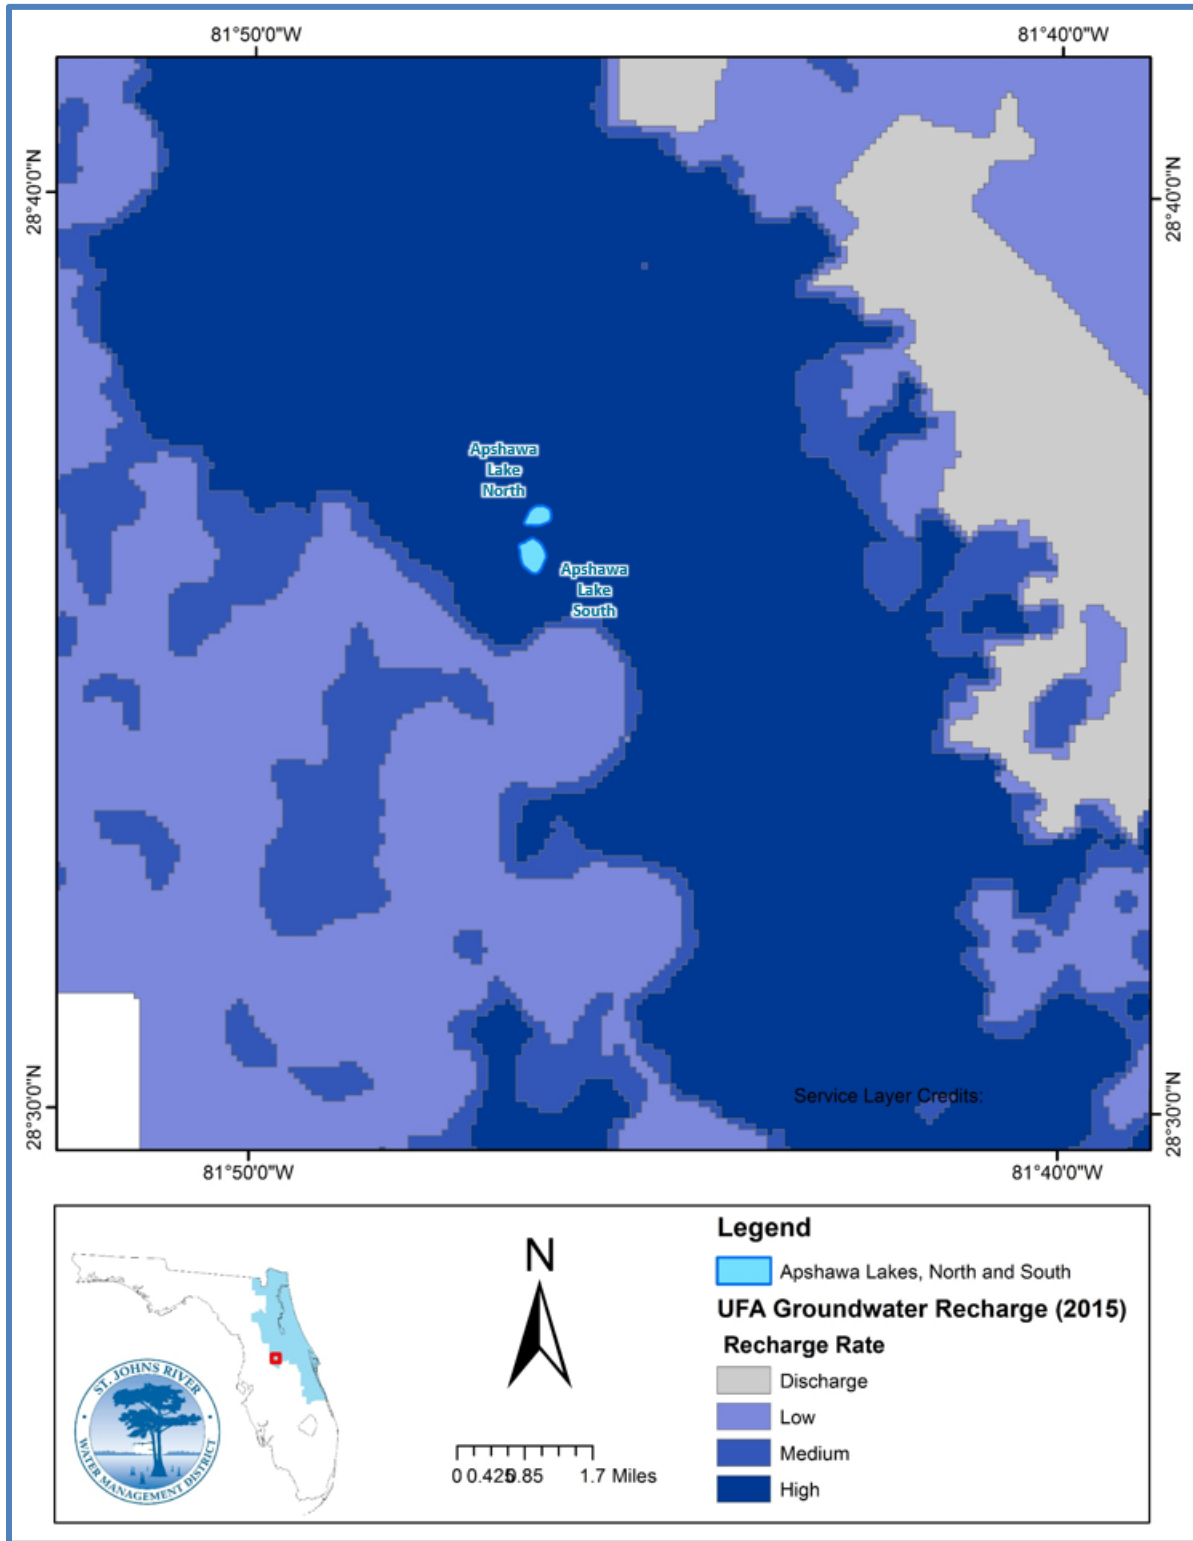 81°50'0"W
81°40'0"W
28°40'0"N
28°40'0"N
Apshawa
Lake
North
Apshawa
Lake
South
28°30'0"N
28°30'0"N
Service Layer Credits:
81°50'0"W
81°40'0"W
N
0 0.425 0.85 1.7 Miles
ST. JOHNS RIVER
WATER MANAGEMENT DISTRICT
Legend
Apshawa Lakes, North and South
UFA Groundwater Recharge (2015)
Recharge Rate
Discharge
Low
Medium
High